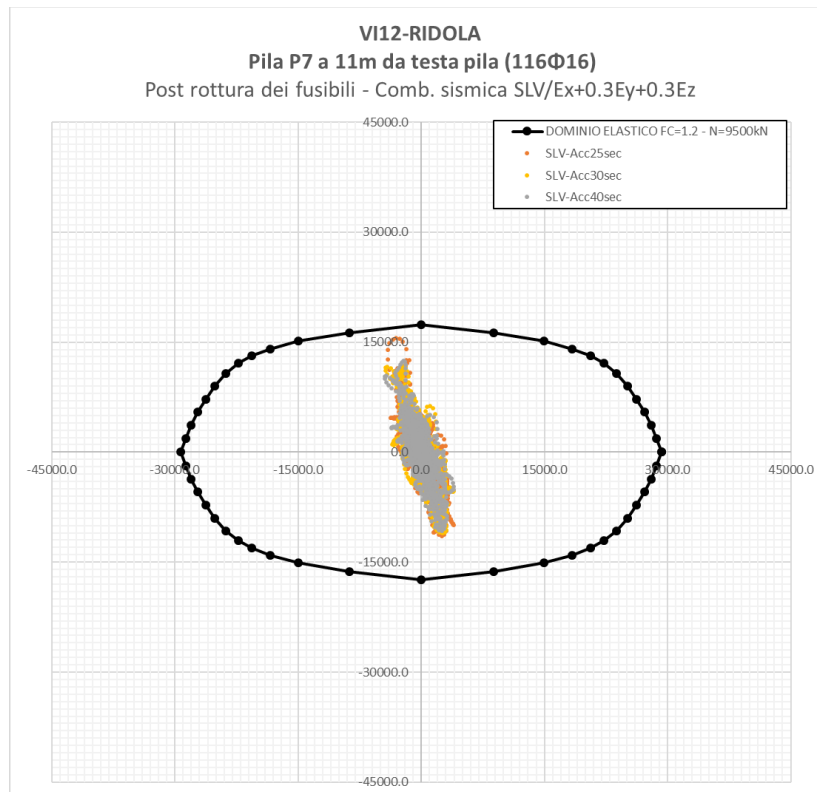 VI12-RIDOLA
Pila P7 a 11m da testa pila (116Φ16)
Post rottura dei fusibili - Comb. sismica SLV/Ex+0.3Ey+0.3Ez
45000.0
DOMINIO ELASTICO FC=1.2 - N=9500kN
SLV-Acc25sec
SLV-Acc30sec
SLV-Acc40sec
30000.0
15000.0
0.0
-45000.0 -30000.0 -15000.0 0.0 15000.0 30000.0 45000.0
-15000.0
-30000.0
-45000.0